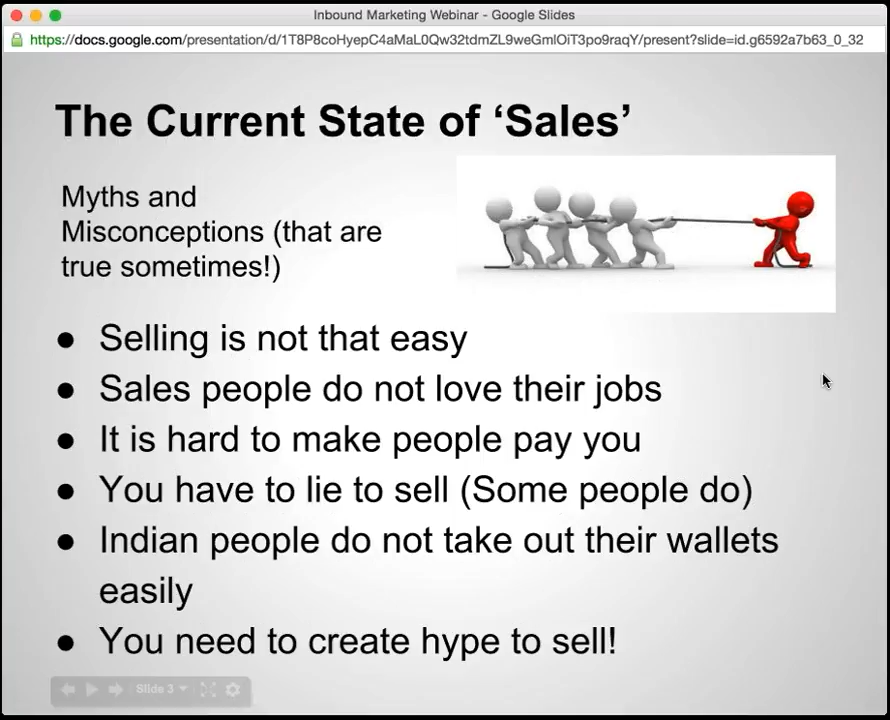 Inbound Marketing Webinar - Google Slides
https://docs.google.com/presentation/d/1T8P8coHyepC4aMaL0Qw32tdmZL9weGmlOiT3po9raqY/present?slide=id.g6592a7b63_0_32
The Current State of ‘Sales’
Myths and
Misconceptions (that are
true sometimes!)
● Selling is not that easy
● Sales people do not love their jobs
● It is hard to make people pay you
● You have to lie to sell (Some people do)
● Indian people do not take out their wallets
easily
● You need to create hype to sell!
Slide 3